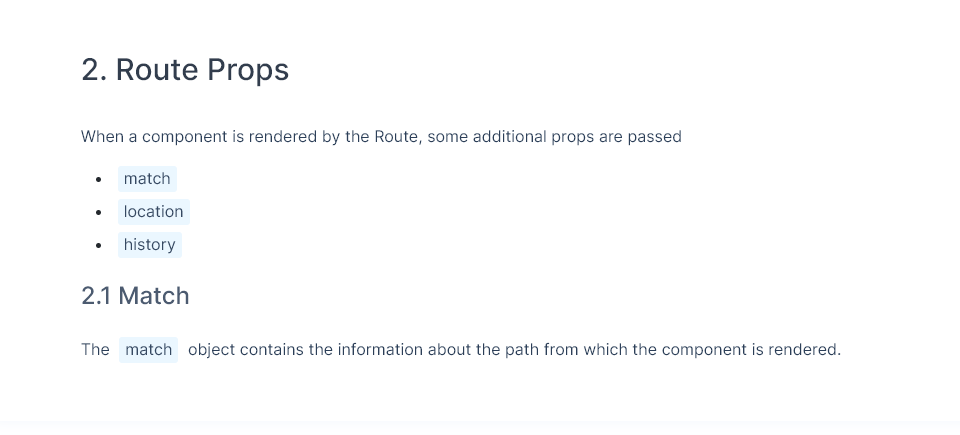 2. Route Props
When a component is rendered by the Route, some additional props are passed
• match
• location
• history
2.1 Match
The match object contains the information about the path from which the component is rendered.